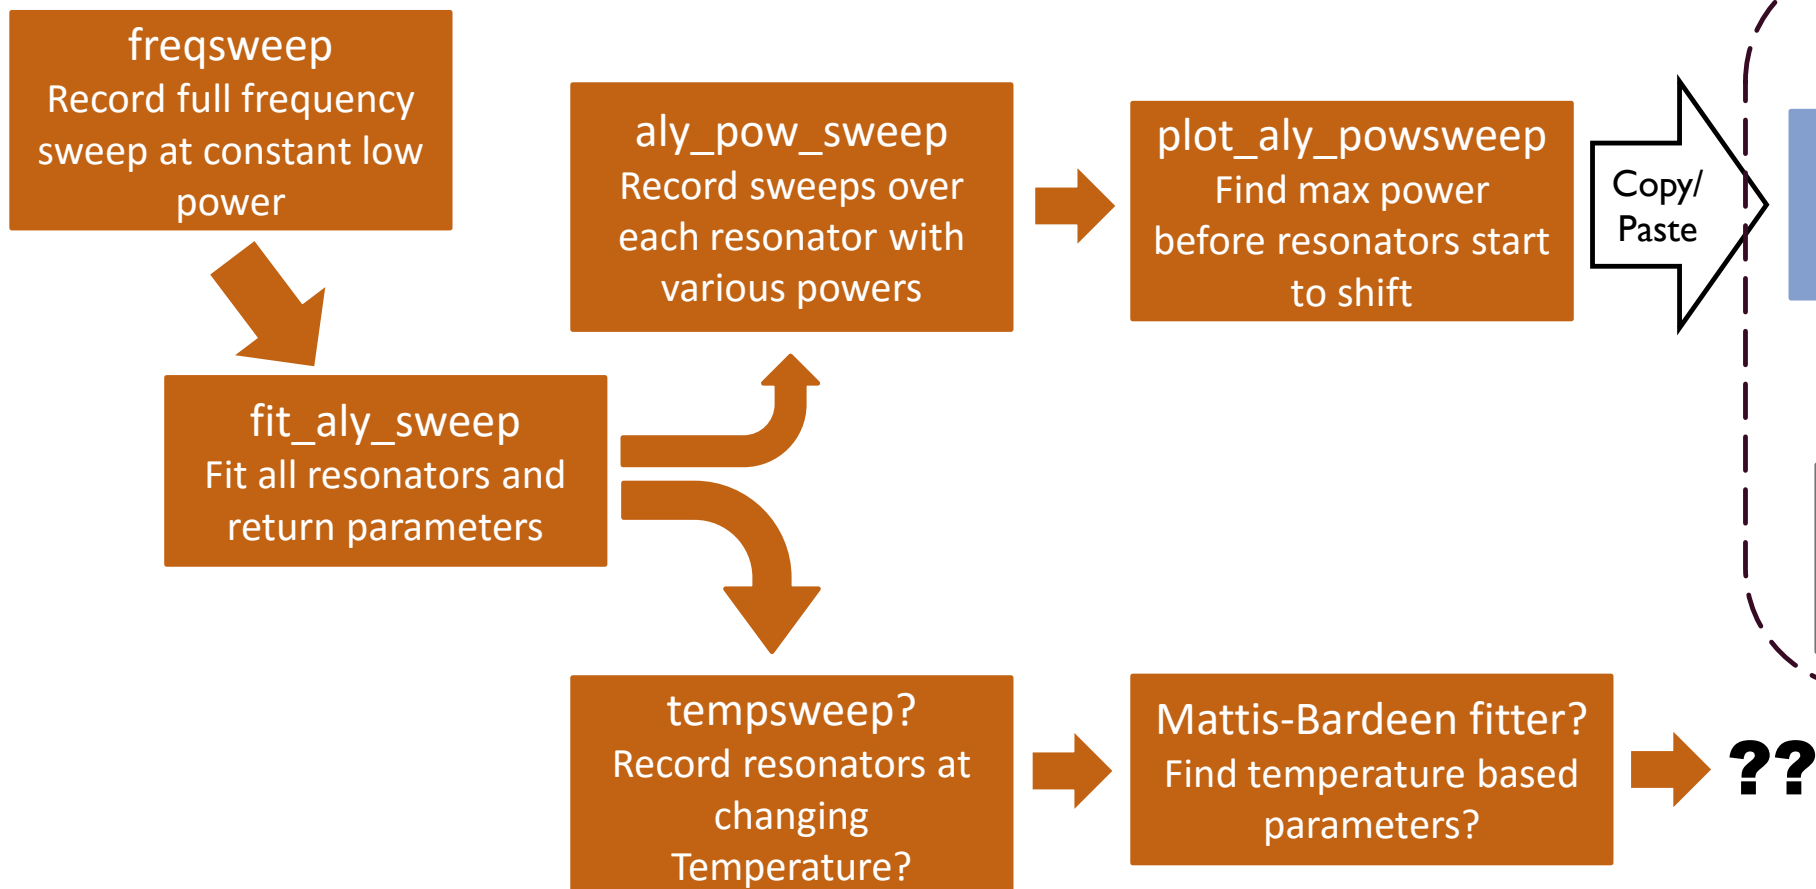 freqsweep
Record full frequency
sweep at constant low
power
aly_pow_sweep
Record sweeps over
each resonator with
various powers
plot_aly_powsweep
Find max power
before resonators start
to shift
Copy/
Paste
fit_aly_sweep
Fit all resonators and
return parameters
tempsweep?
Record resonators at
changing
Temperature?
Mattis-Bardeen fitter?
Find temperature based
parameters?
??